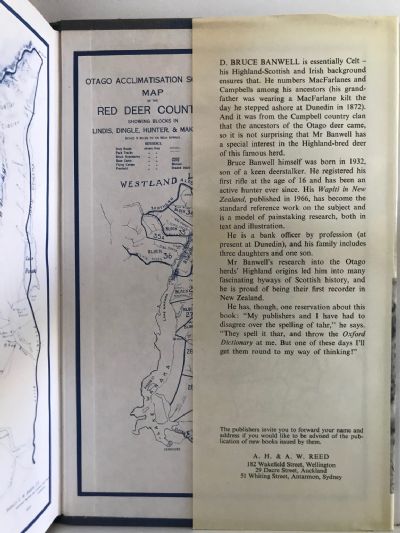 OTAGO ACCLIMATISATION SO
MAP
OF THE
RED DEER COUNT
SHOWING BLOCKS IN
LINDIS, DINGLE, HUNTER, & MAK
REFERENCE
WESTLAND
D. BRUCE BANWELL is essentially Celt –
his Highland-Scottish and Irish background
ensures that. He numbers MacFarlanes and
Campbells among his ancestors (his grand-
father was wearing a MacFarlane kilt the
day he stepped ashore at Dunedin in 1872).
And it was from the Campbell country clan
that the ancestors of the Otago deer came,
so it is not surprising that Mr Banwell has
a special interest in the Highland-bred deer
of this famous herd.
Bruce Banwell himself was born in 1932,
son of a keen deerstalker. He registered his
first rifle at the age of 16 and has been an
active hunter ever since. His Wapiti in New
Zealand, published in 1966, has become the
standard reference work on the subject and
is a model of painstaking research, both in
text and illustration.
He is a bank officer by profession (at
present at Dunedin), and his family includes
three daughters and one son.
Mr Banwell's research into the Otago
herds' Highland origins led him into many
fascinating byways of Scottish history, and
he is proud of being their first recorder in
New Zealand.
He has, though, one reservation about this
book: "My publishers and I have had to
disagree over the spelling of tahr," he says.
"They spell it thar, and throw the Oxford
Dictionary at me. But one of these days I'll
get them round to my way of thinking!"
The publishers invite you to forward your name and
address if you would like to be advised of the pub-
lication of new books issued by them.
A. H. & A. W. REED
182 Wakefield Street, Wellington
29 Dacre Street, Auckland
51 Whiting Street, Artarmon, Sydney